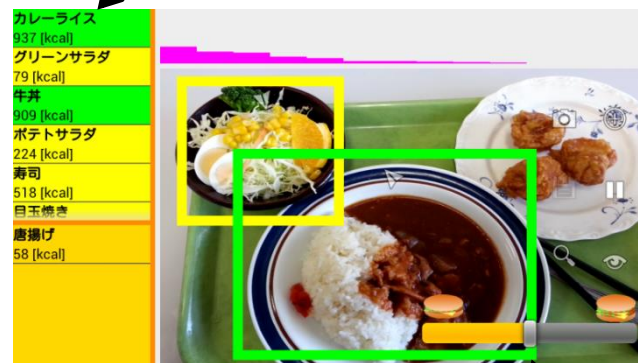 カレーライス
937 [kcal]
グリーンサラダ
79 [kcal]
牛丼
909 [kcal]
ポテトサラダ
224 [kcal]
寿司
518 [kcal]
目玉焼き
唐揚げ
58 [kcal]